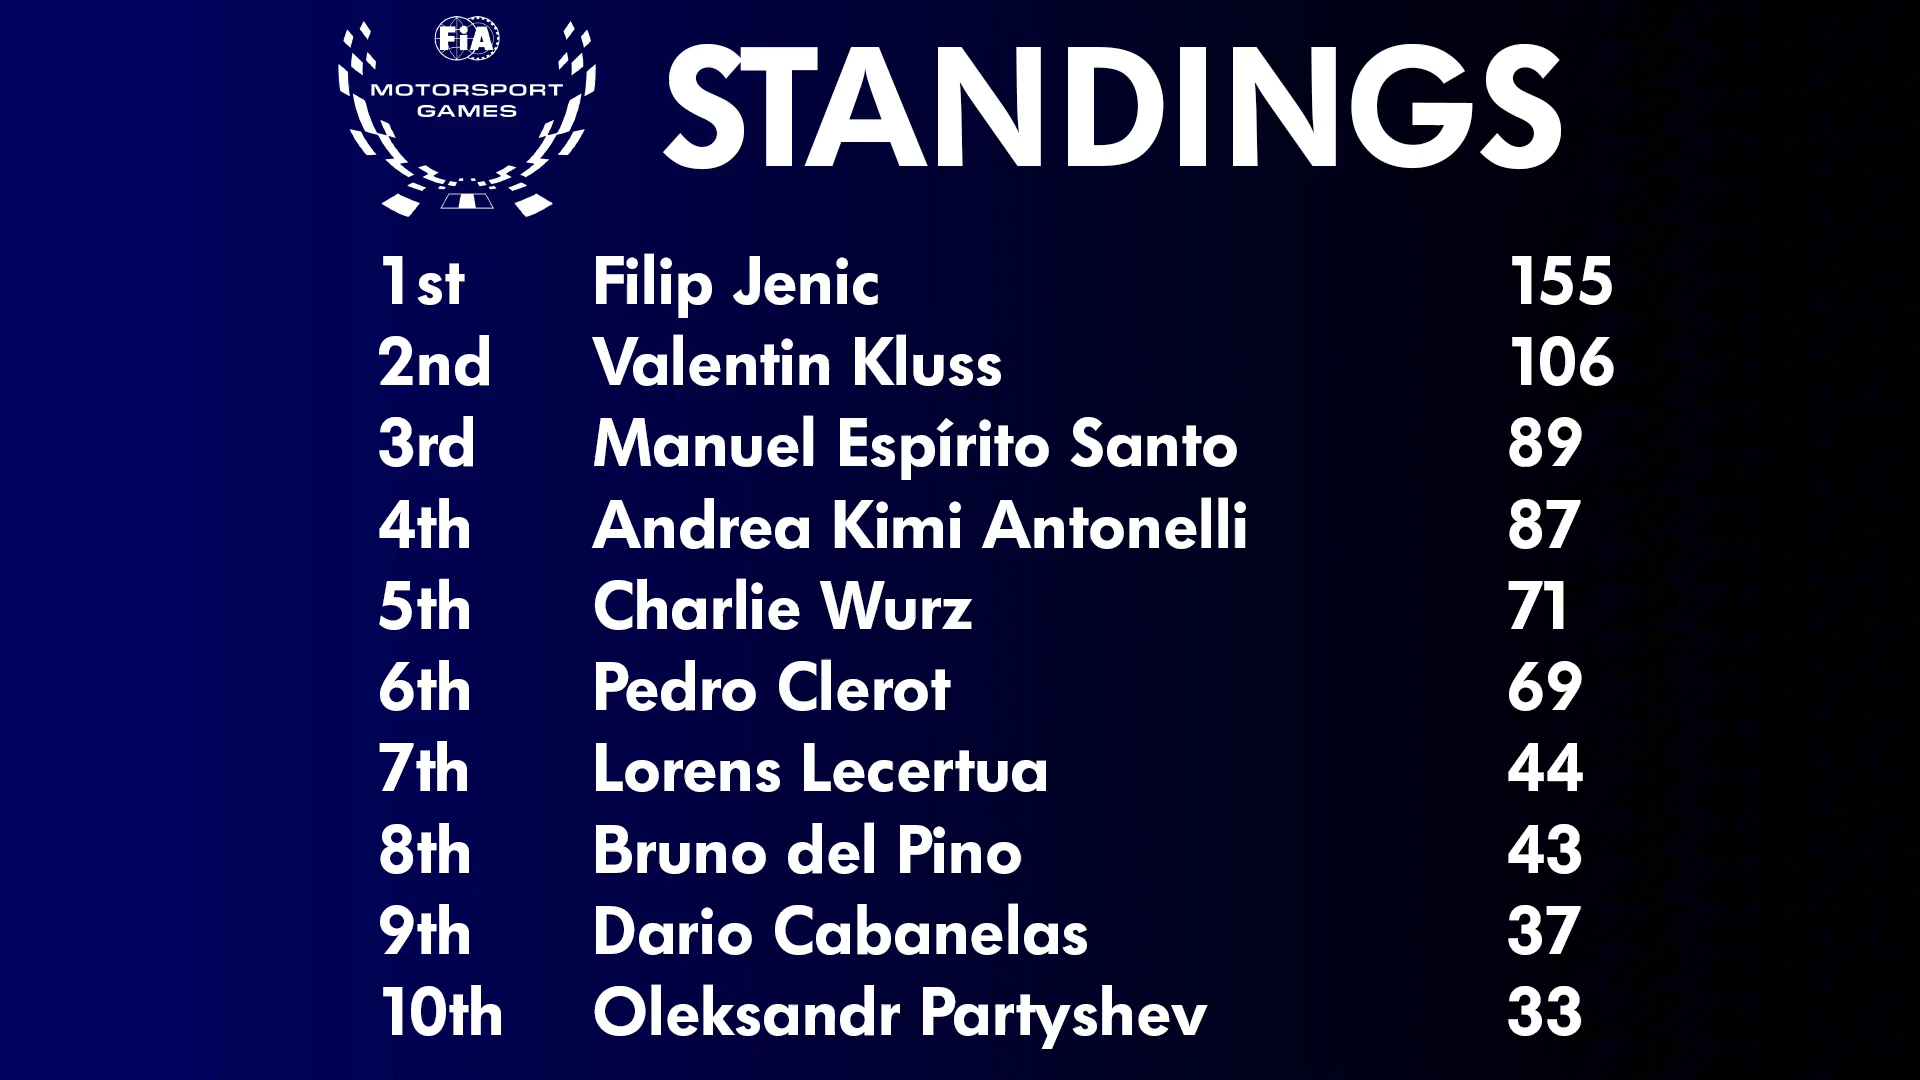 FiA
MOTORSPORT
GAMES
STANDINGS
1st Filip Jenic 155
2nd Valentin Kluss 106
3rd Manuel Espírito Santo 89
4th Andrea Kimi Antonelli 87
5th Charlie Wurz 71
6th Pedro Clerot 69
7th Lorens Lecertua 44
8th Bruno del Pino 43
9th Dario Cabanelas 37
10th Oleksandr Partyshev 33